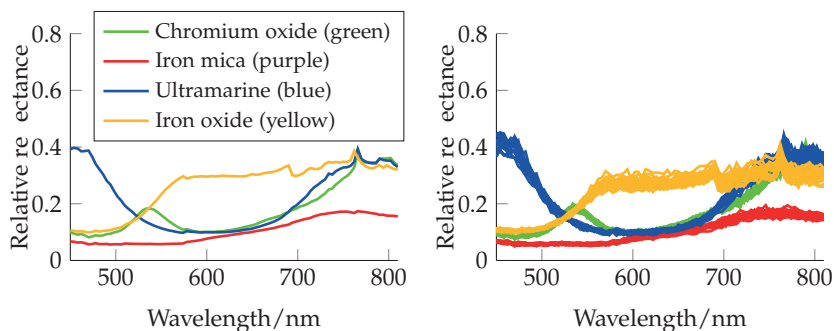 Chromium oxide (green)
Iron mica (purple)
Ultramarine (blue)
Iron oxide (yellow)
Relative re ectance
0.8
0.6
0.4
0.2
0
500 600 700 800
Wavelength/nm
Relative re ectance
0.8
0.6
0.4
0.2
0
500 600 700 800
Wavelength/nm